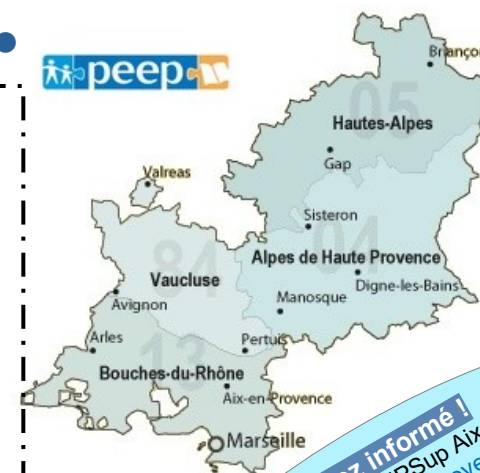 peep
Briançon
05
Hautes-Alpes
Gap
Valreas
Sisteron
84
04
Alpes de Haute Provence
Vaucluse
Digne-les-Bains
Manosque
Avignon
Arles
13
Pertuis
Bouches-du-Rhône
Aix-en-Provence
Marseille
informé !
Aix